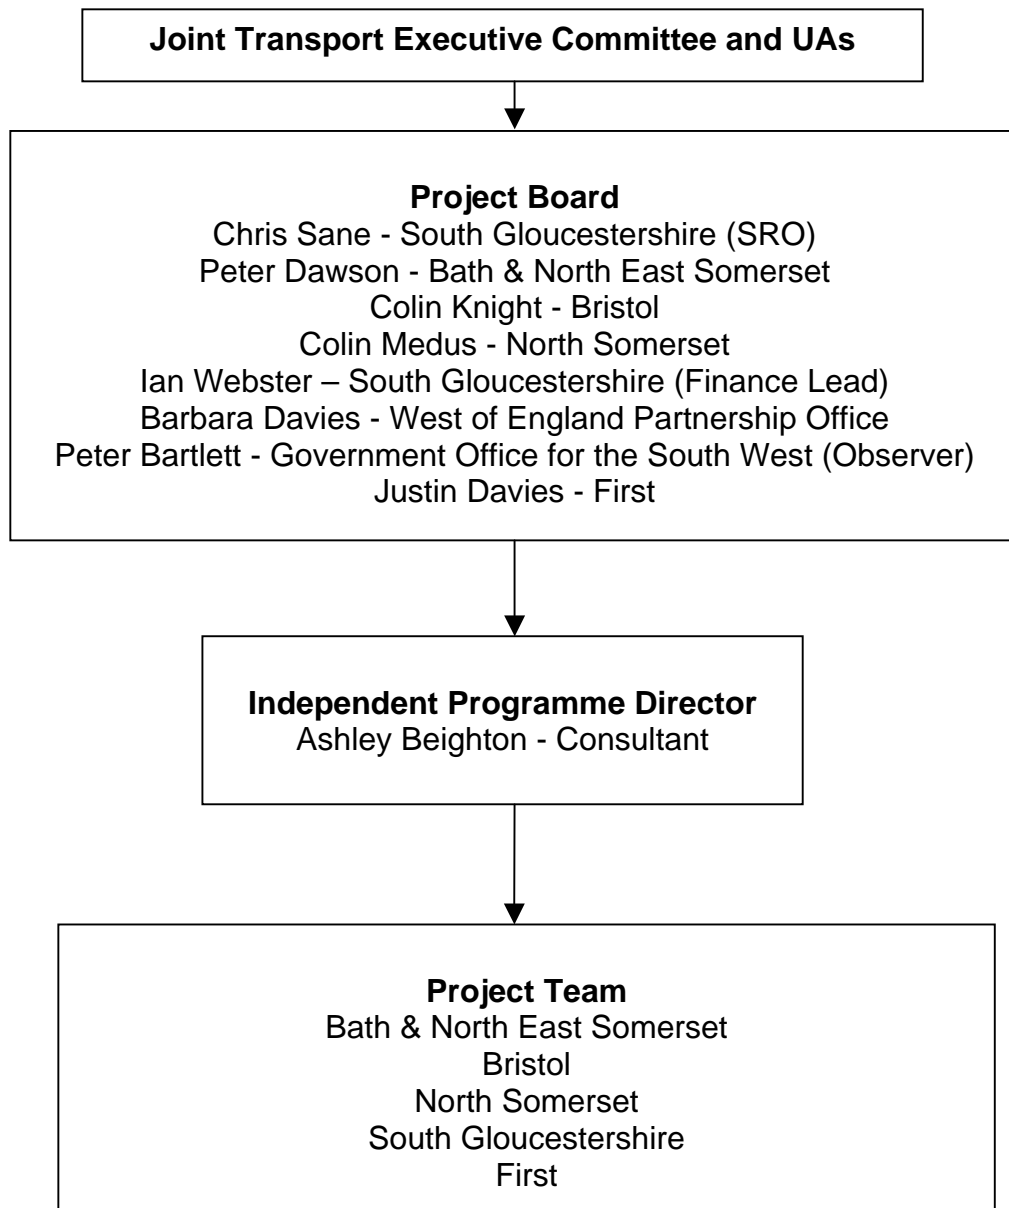 Joint Transport Executive Committee and UAs
Project Board
Chris Sane - South Gloucestershire (SRO)
Peter Dawson - Bath & North East Somerset
Colin Knight - Bristol
Colin Medus - North Somerset
Ian Webster – South Gloucestershire (Finance Lead)
Barbara Davies - West of England Partnership Office
Peter Bartlett - Government Office for the South West (Observer)
Justin Davies - First
Independent Programme Director
Ashley Beighton - Consultant
Project Team
Bath & North East Somerset
Bristol
North Somerset
South Gloucestershire
First